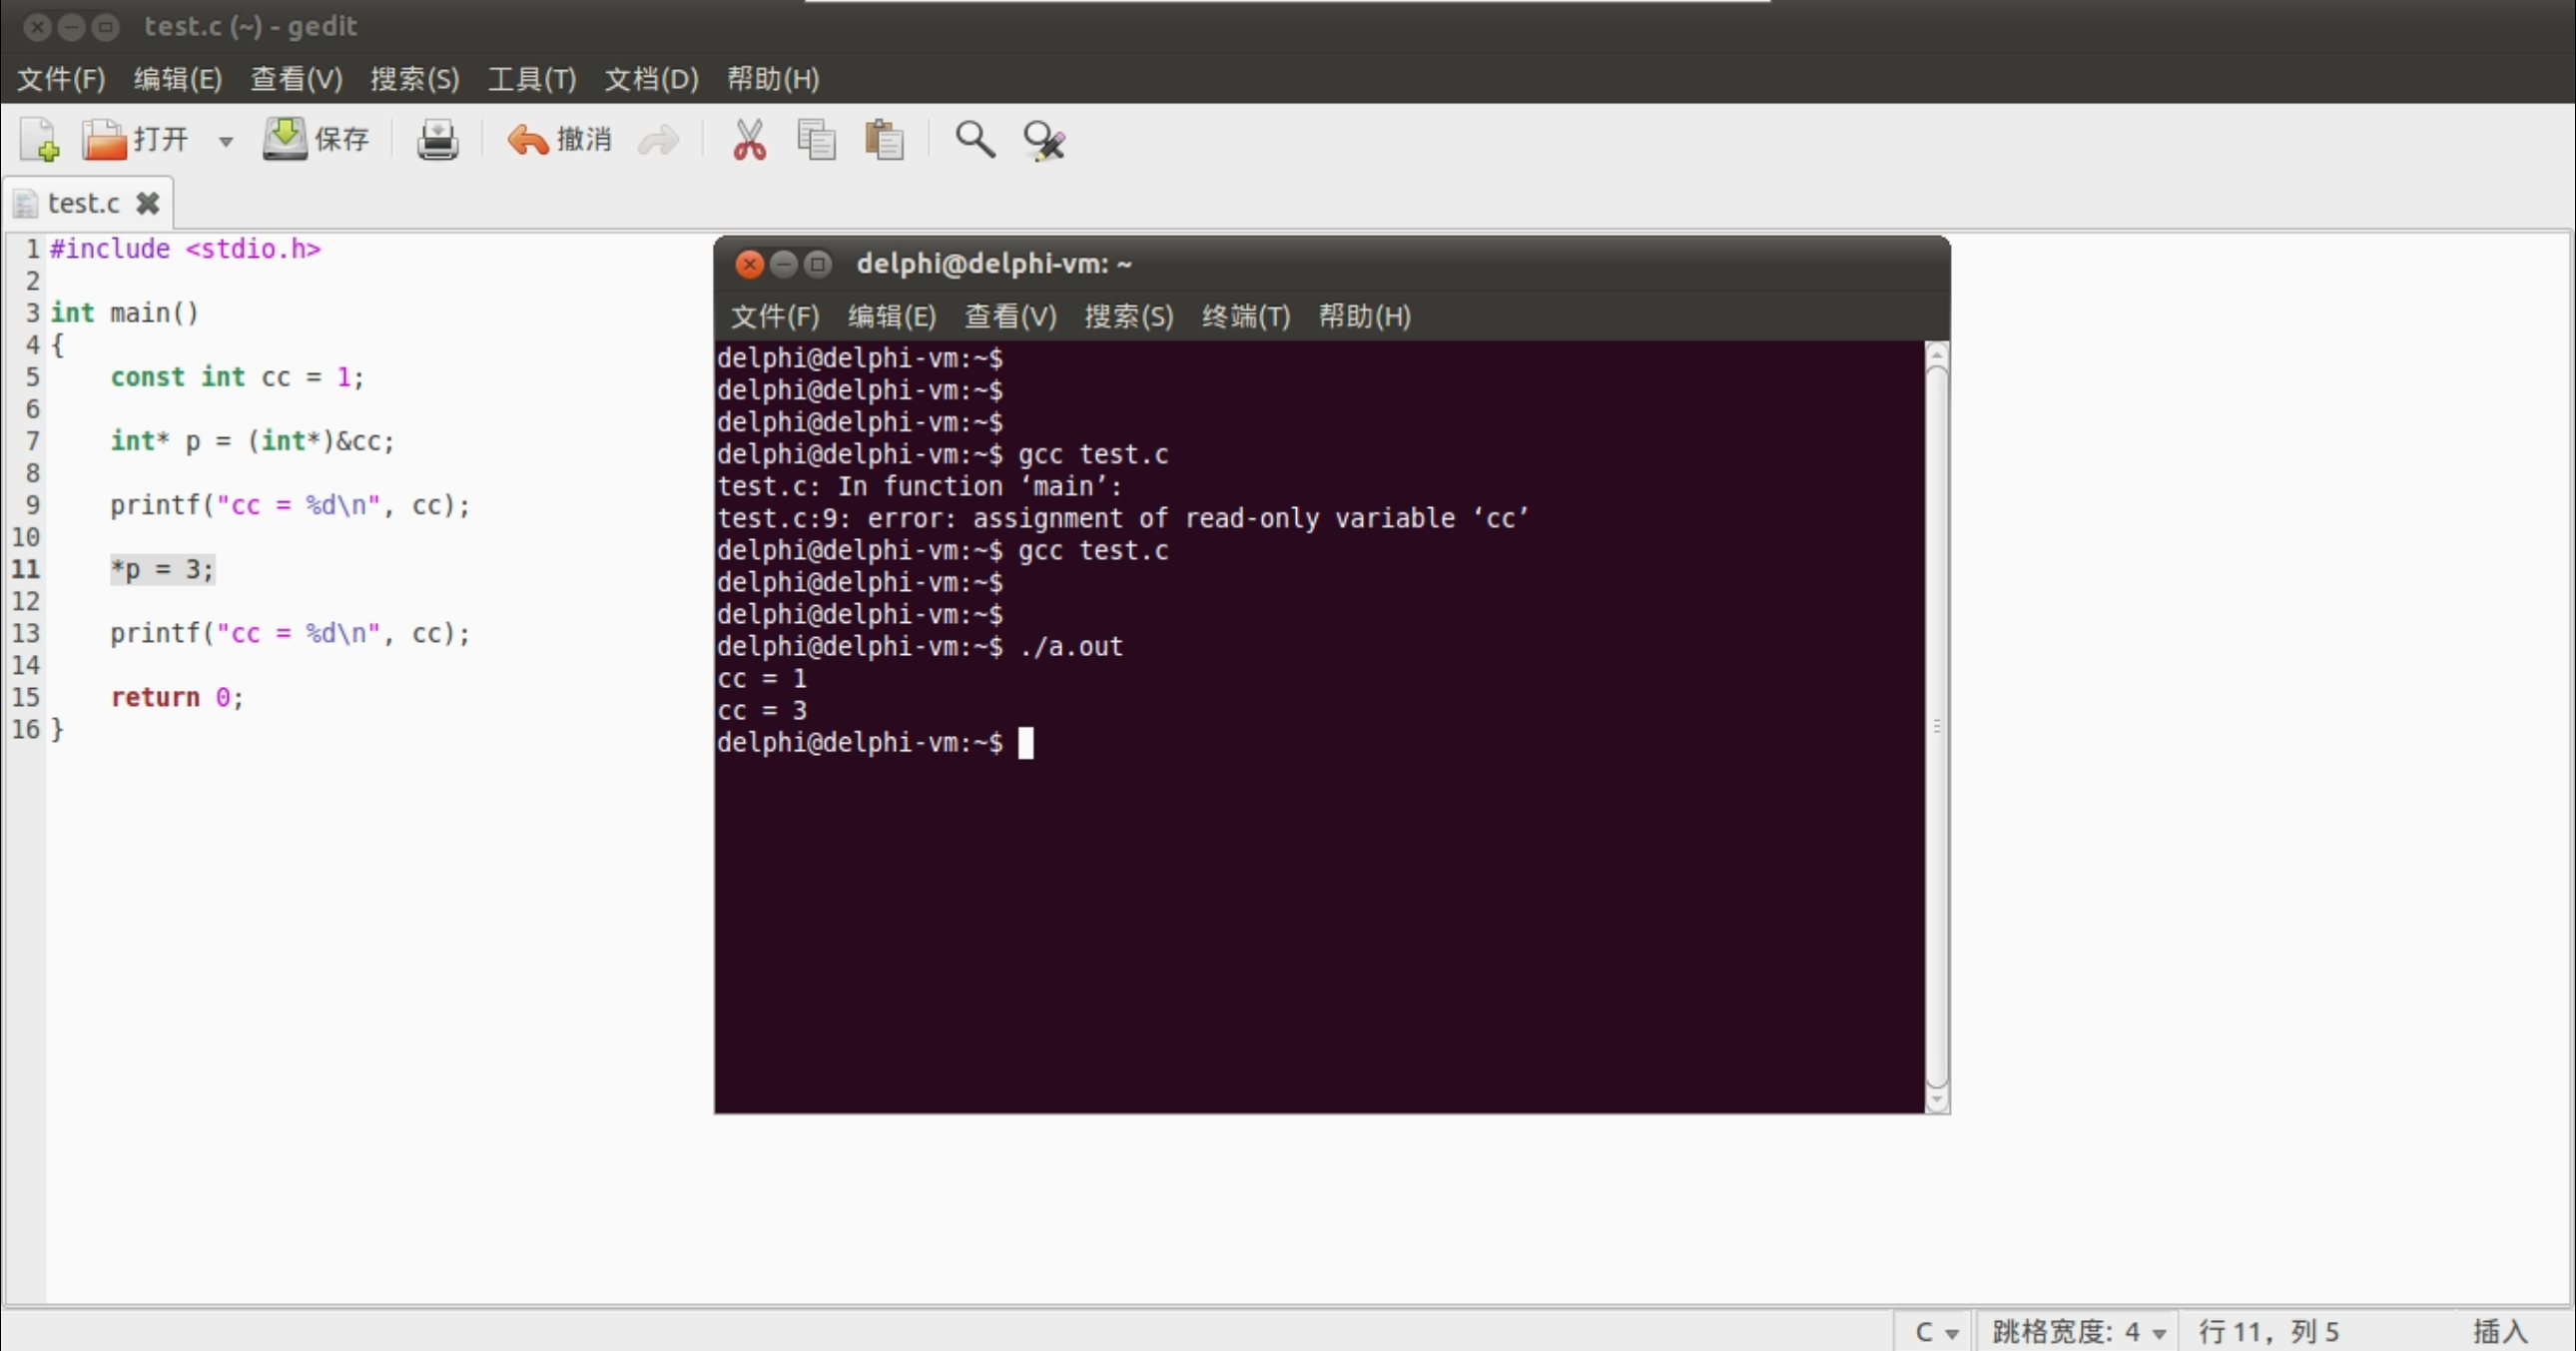 test.c (~) - gedit
文件(F) 编辑(E) 查看(V) 搜索(S) 工具(T) 文档(D) 帮助(H)
打开 保存 撤消
test.c
1 #include <stdio.h>
2
3 int main()
4 {
5     const int cc = 1;
6
7     int* p = (int*)&cc;
8
9     printf("cc = %d\n", cc);
10
11     *p = 3;
12
13     printf("cc = %d\n", cc);
14
15     return 0;
16 }
delphi@delphi-vm: ~
文件(F) 编辑(E) 查看(V) 搜索(S) 终端(T) 帮助(H)
delphi@delphi-vm:~$
delphi@delphi-vm:~$
delphi@delphi-vm:~$
delphi@delphi-vm:~$ gcc test.c
test.c: In function ‘main’:
test.c:9: error: assignment of read-only variable ‘cc’
delphi@delphi-vm:~$ gcc test.c
delphi@delphi-vm:~$
delphi@delphi-vm:~$
delphi@delphi-vm:~$ ./a.out
cc = 1
cc = 3
delphi@delphi-vm:~$
C 跳格宽度: 4 行 11，列 5 插入